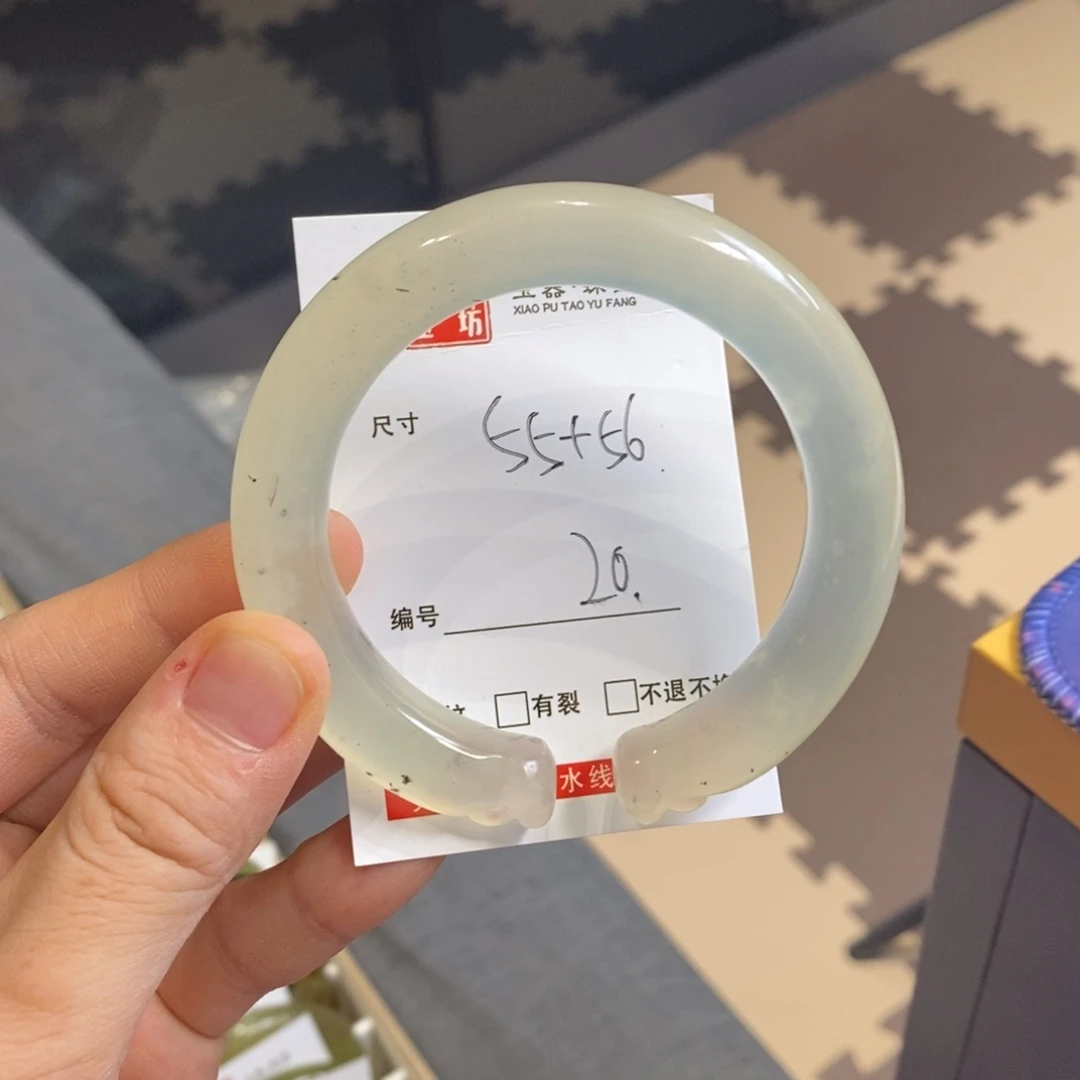 XIAO PU TAO YU FANG
坊
尺寸 55+56.
20.
编号
有裂 不退不
水线